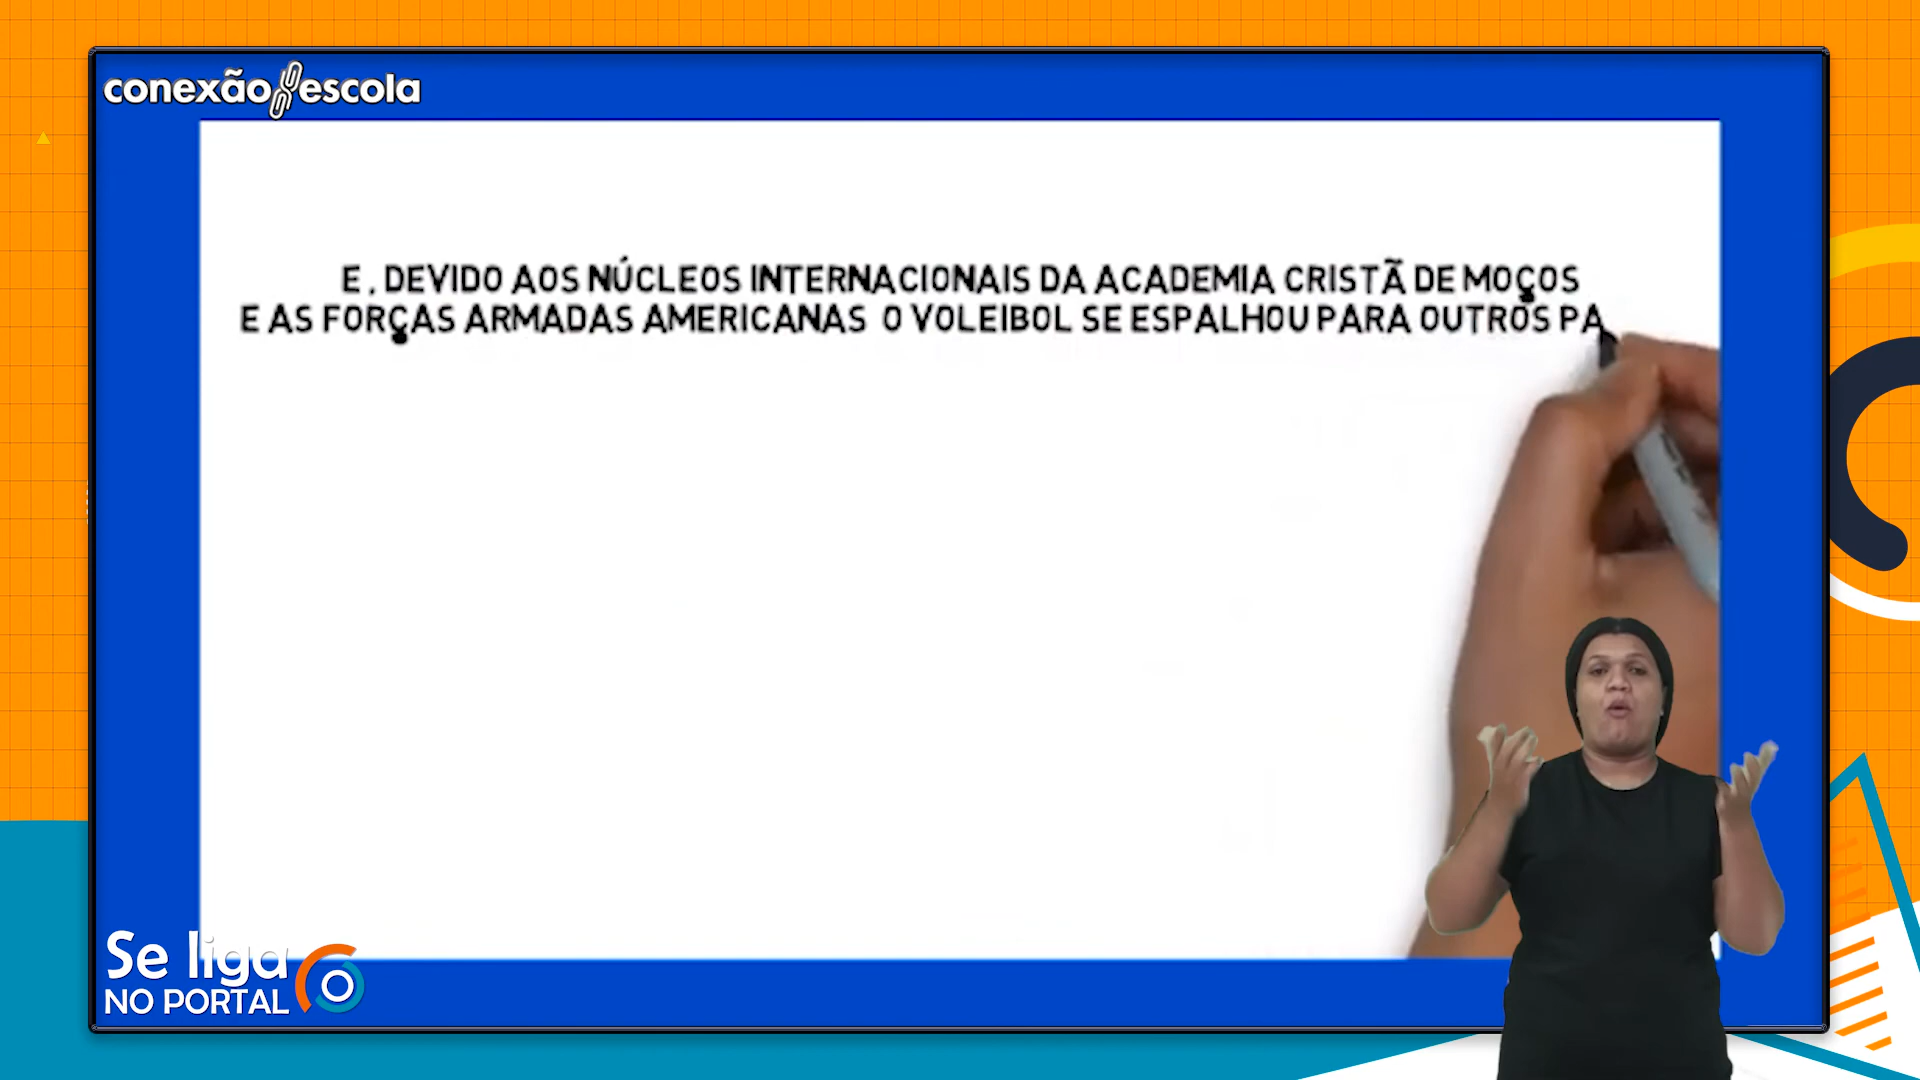 conexão escola
E , DEVIDO AOS NÚCLEOS INTERNACIONAIS DA ACADEMIA CRISTÃ DE MOÇOS
E AS FORÇAS ARMADAS AMERICANAS O VOLEIBOL SE ESPALHOU PARA OUTROS PA
Se liga
NO PORTAL